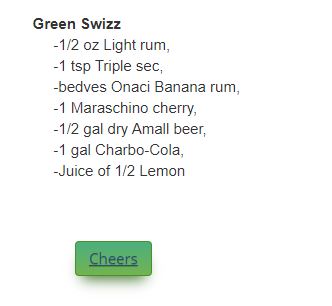 Green Swizz
-1/2 oz Light rum,
-1 tsp Triple sec,
-bedves Onaci Banana rum,
-1 Maraschino cherry,
-1/2 gal dry Amall beer,
-1 gal Charbo-Cola,
-Juice of 1/2 Lemon
Cheers